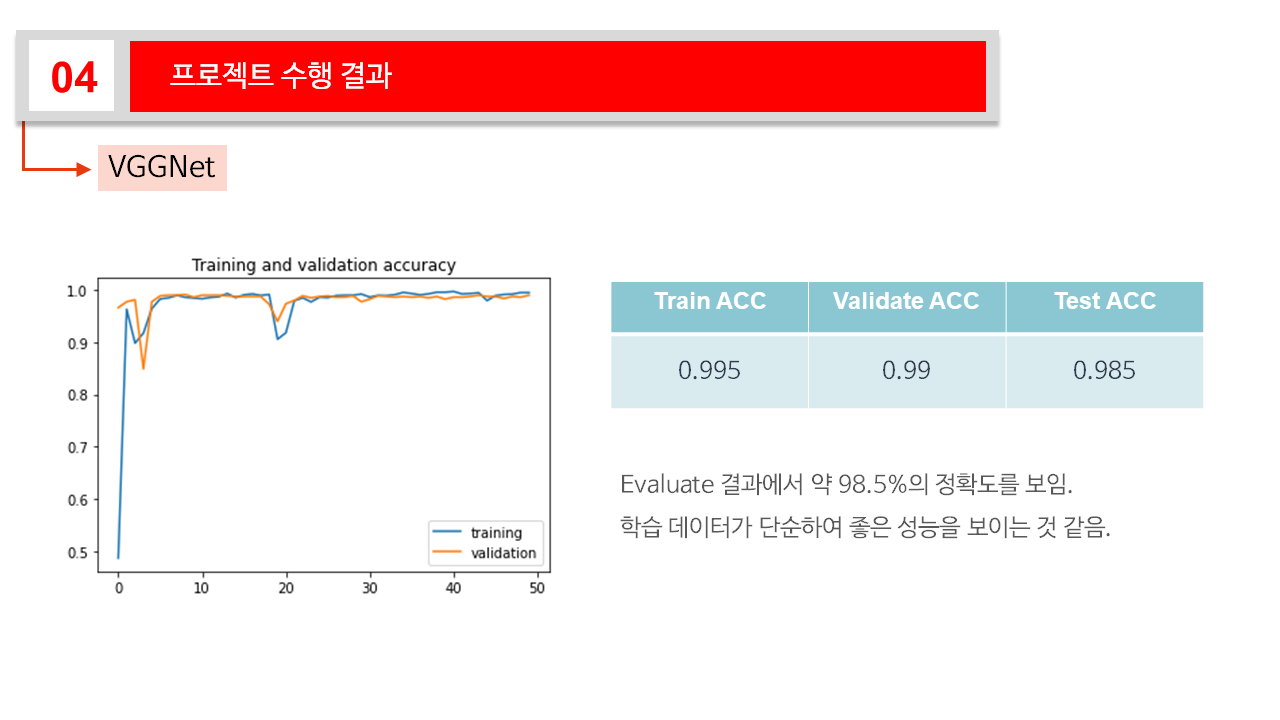 04
프로젝트 수행 결과
VGGNet
Training and validation accuracy
1.0
0.9
0.8
0.7
0.6
0.5
training
validation
0 10 20 30 40 50
Train ACC Validate ACC Test ACC
0.995 0.99 0.985
Evaluate 결과에서 약 98.5%의 정확도를 보임.
학습 데이터가 단순하여 좋은 성능을 보이는 것 같음.